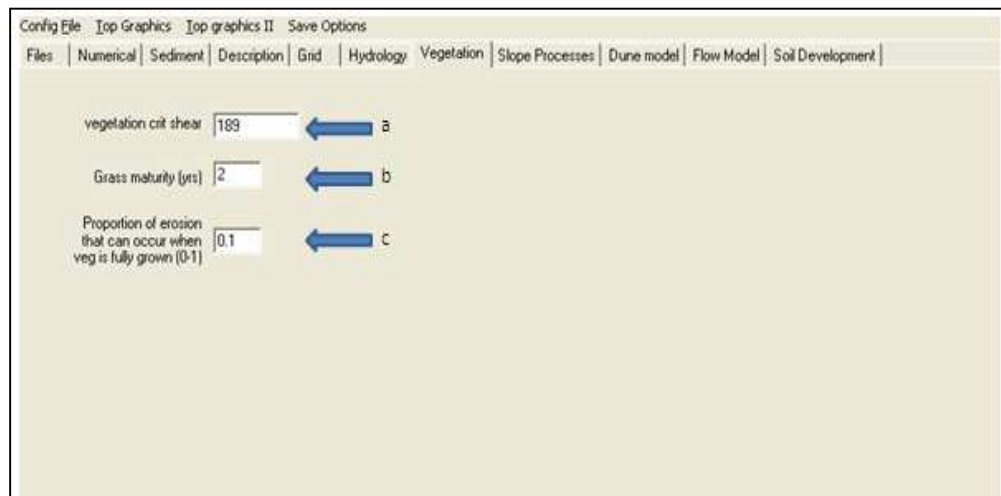 Config File Top Graphics Top graphics II Save Options
Files Numerical Sediment Description Grid Hydrology Vegetation Slope Processes Dune model Flow Model Soil Development
vegetation crit shear 189 a
Grass maturity (yrs) 2 b
Proportion of erosion
that can occur when 0.1 c
veg is fully grown (0-1)